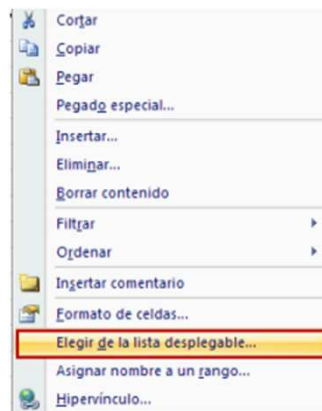 Cortar
Copiar
Pegar
Pegado especial...
Insertar...
Eliminar...
Borrar contenido
Filtrar
Ordenar
Insertar comentario
Formato de celdas...
Elegir de la lista desplegable...
Asignar nombre a un rango...
Hipervínculo...